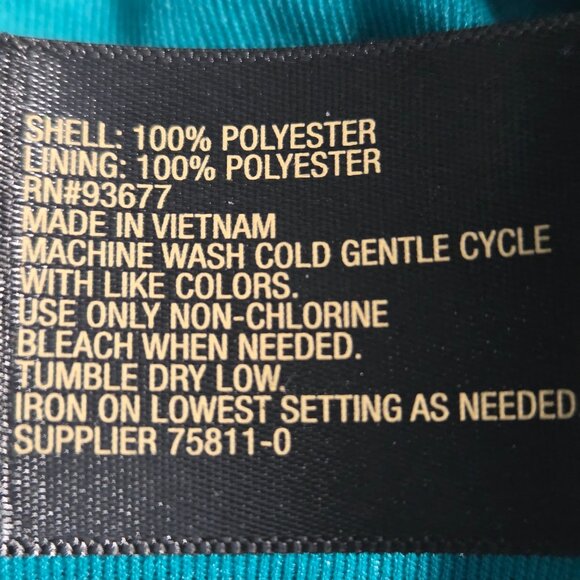 SHELL: 100% POLYESTER
LINING: 100% POLYESTER
RN#93677
MADE IN VIETNAM
MACHINE WASH COLD GENTLE CYCLE
WITH LIKE COLORS.
USE ONLY NON-CHLORINE
BLEACH WHEN NEEDED.
TUMBLE DRY LOW.
IRON ON LOWEST SETTING AS NEEDED
SUPPLIER 75811-0